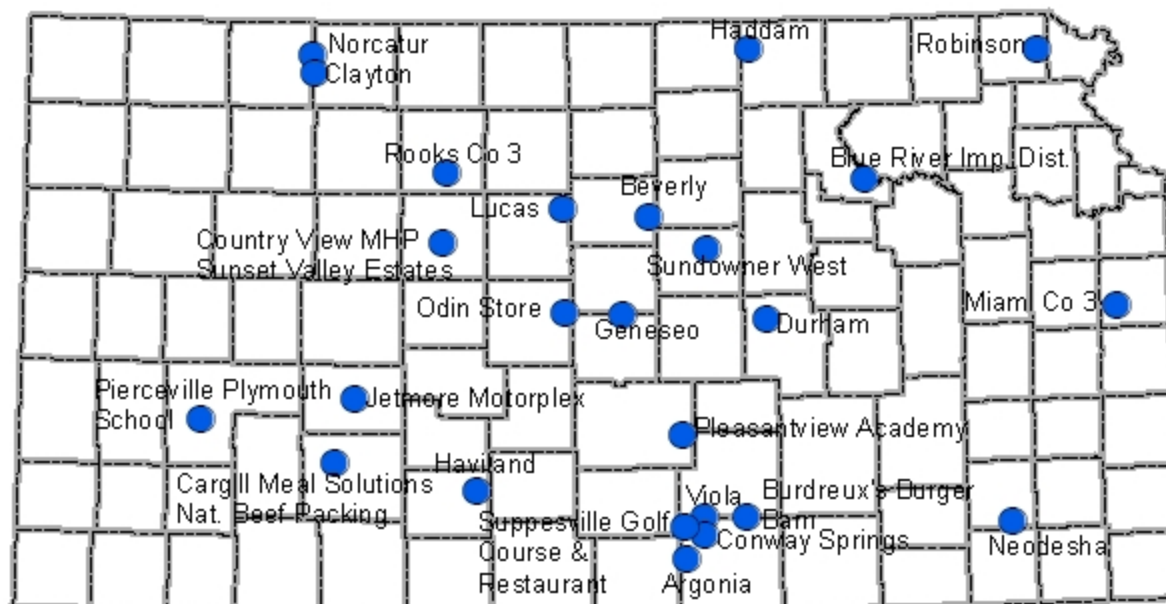 Haddam
Norcatur
Robinson
Clayton
Rooks Co 3
Blue River Imp. Dist.
Beverly
Lucas
Country View MHP
Sunset Valley Estates
Sundowner West
Odin Store
Miami Co 3
Geneseo
Durham
Pierceville Plymouth
School
Jetmore Motorplex
Pleasantview Academy
Haviland
Cargill Meal Solutions
Nat. Beef Packing
Viola
Burdreux's Burger
Barn
Suppesville Golf
Course &
Restaurant
Conway Springs
Neodesha
Argonia